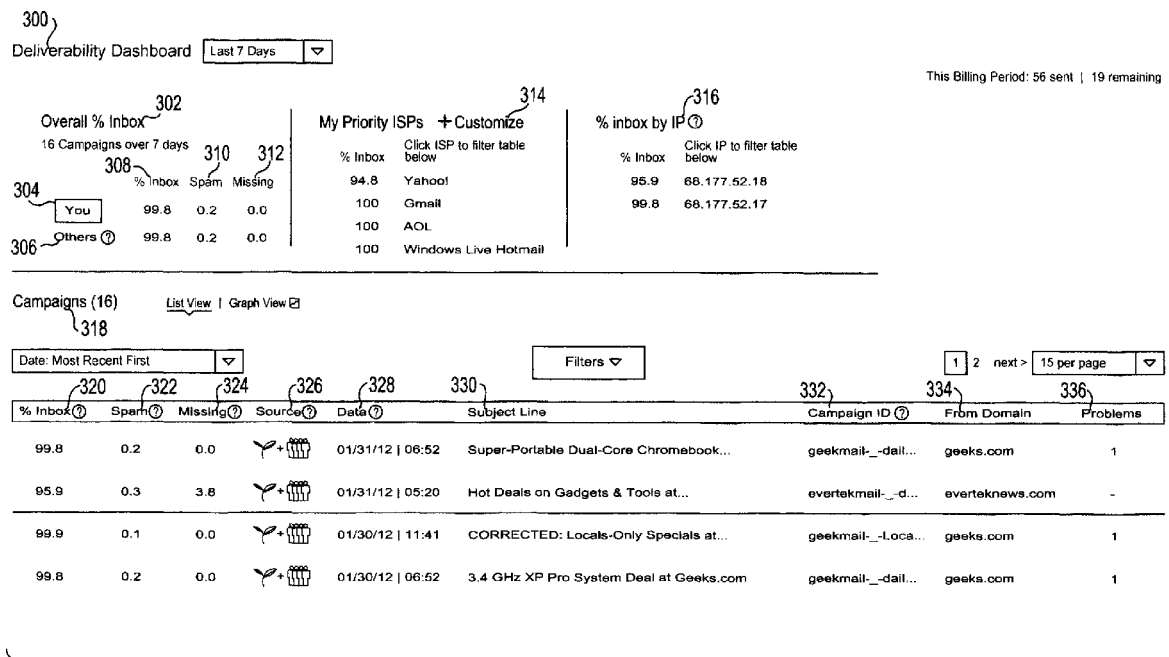 300
Deliverability Dashboard Last 7 Days
This Billing Period: 56 sent | 19 remaining
302 314 316
Overall % Inbox My Priority ISPs + Customize % inbox by IP ?
16 Campaigns over 7 days % Inbox Click ISP to filter table below % Inbox Click IP to filter table below
308 310 312
% Inbox Spam Missing
304 You 99.8 0.2 0.0
306 Others ? 99.8 0.2 0.0
94.8 Yahoo!
100 Gmail
100 AOL
100 Windows Live Hotmail
95.9 68.177.52.18
99.8 68.177.52.17
Campaigns (16) List View | Graph View
318
Date: Most Recent First Filters 1 2 next > 15 per page
320 322 324 326 328 330 332 334 336
% Inbox ? Spam ? Missing ? Source ? Data ? Subject Line Campaign ID ? From Domain Problems
99.8 0.2 0.0 + 01/31/12 | 06:52 Super-Portable Dual-Core Chromebook... geekmail-_-dail... geeks.com 1
95.9 0.3 3.8 + 01/31/12 | 05:20 Hot Deals on Gadgets & Tools at... evertekmail-_-d... everteknews.com -
99.9 0.1 0.0 + 01/30/12 | 11:41 CORRECTED: Locals-Only Specials at... geekmail-_-Loca... geeks.com 1
99.8 0.2 0.0 + 01/30/12 | 06:52 3.4 GHz XP Pro System Deal at Geeks.com geekmail-_-dail... geeks.com 1